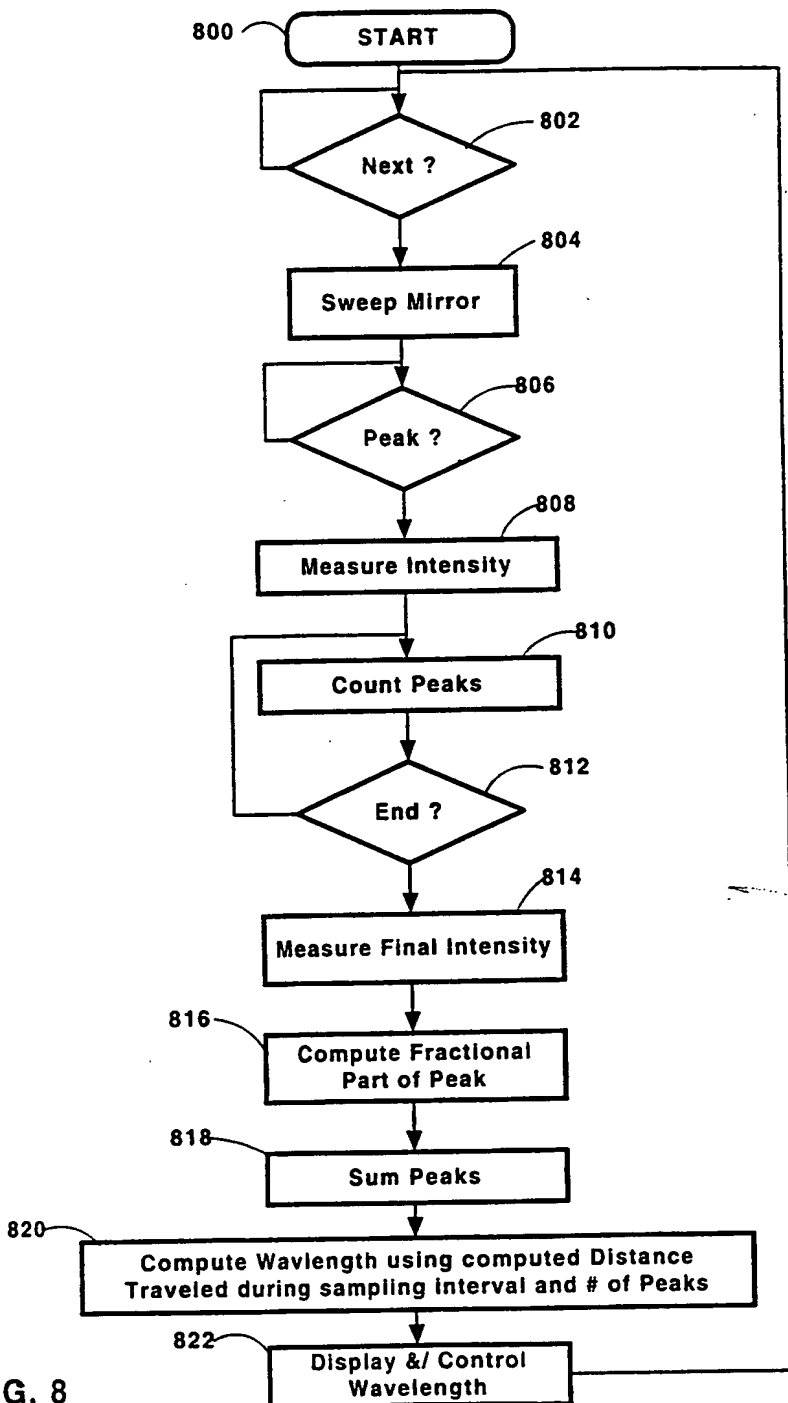 800
START
802
Next ?
804
Sweep Mirror
806
Peak ?
808
Measure Intensity
810
Count Peaks
812
End ?
814
Measure Final Intensity
816
Compute Fractional
Part of Peak
818
Sum Peaks
820
Compute Wavlength using computed Distance
Traveled during sampling interval and # of Peaks
822
Display &/ Control
Wavelength
G. 8